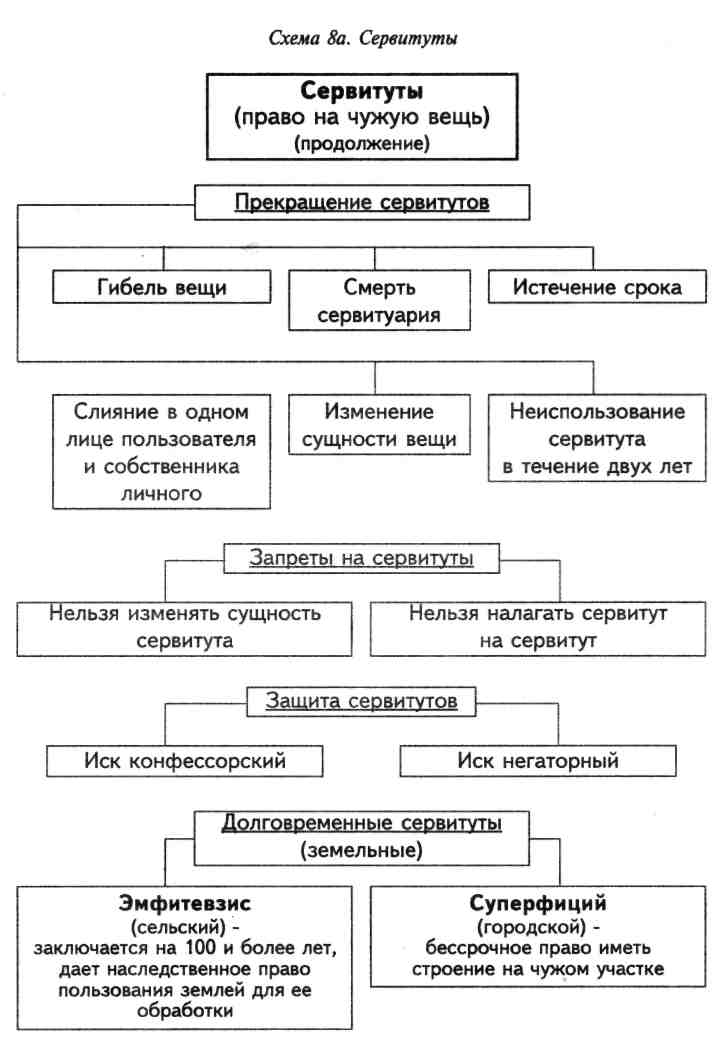 Схема 8а. Сервитуты
Сервитуты
(право на чужую вещь)
(продолжение)
Прекращение сервитутов
Гибель вещи
Смерть
сервитуария
Истечение срока
Слияние в одном
лице пользователя
и собственника
личного
Изменение
сущности вещи
Неиспользование
сервитута
в течение двух лет
Запреты на сервитуты
Нельзя изменять сущность
сервитута
Нельзя налагать сервитут
на сервитут
Защита сервитутов
Иск конфессорский
Иск негаторный
Долговременные сервитуты
(земельные)
Эмфитевзис
(сельский) -
заключается на 100 и более лет,
дает наследственное право
пользования землей для ее
обработки
Суперфиций
(городской) -
бессрочное право иметь
строение на чужом участке